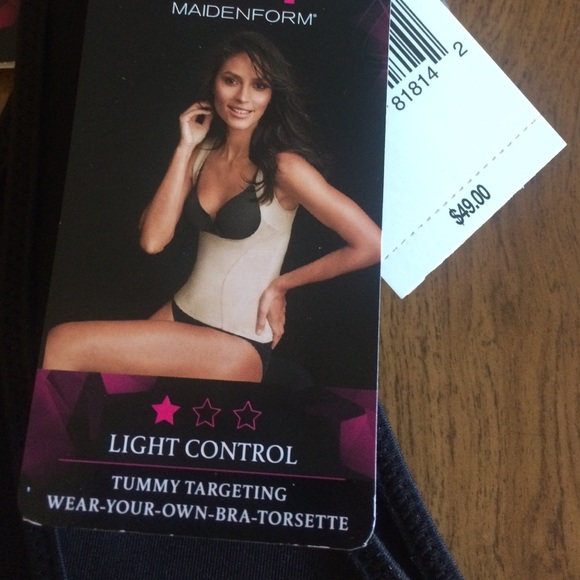 MAIDENFORM®
81814 2
$49.00
LIGHT CONTROL
TUMMY TARGETING
WEAR-YOUR-OWN-BRA-TORSETTE